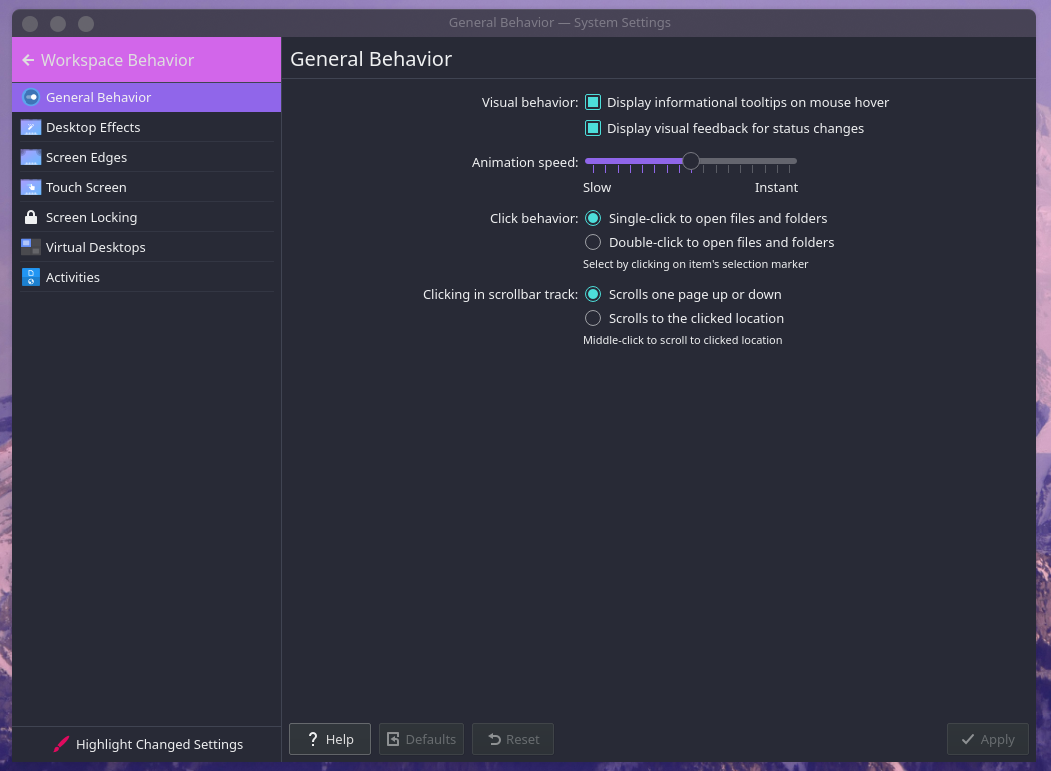 General Behavior — System Settings
Workspace Behavior
General Behavior
Desktop Effects
Screen Edges
Touch Screen
Screen Locking
Virtual Desktops
Activities
Highlight Changed Settings
General Behavior
Visual behavior: Display informational tooltips on mouse hover
Display visual feedback for status changes
Animation speed:
Slow Instant
Click behavior: Single-click to open files and folders
Double-click to open files and folders
Select by clicking on item's selection marker
Clicking in scrollbar track: Scrolls one page up or down
Scrolls to the clicked location
Middle-click to scroll to clicked location
? Help Defaults Reset Apply